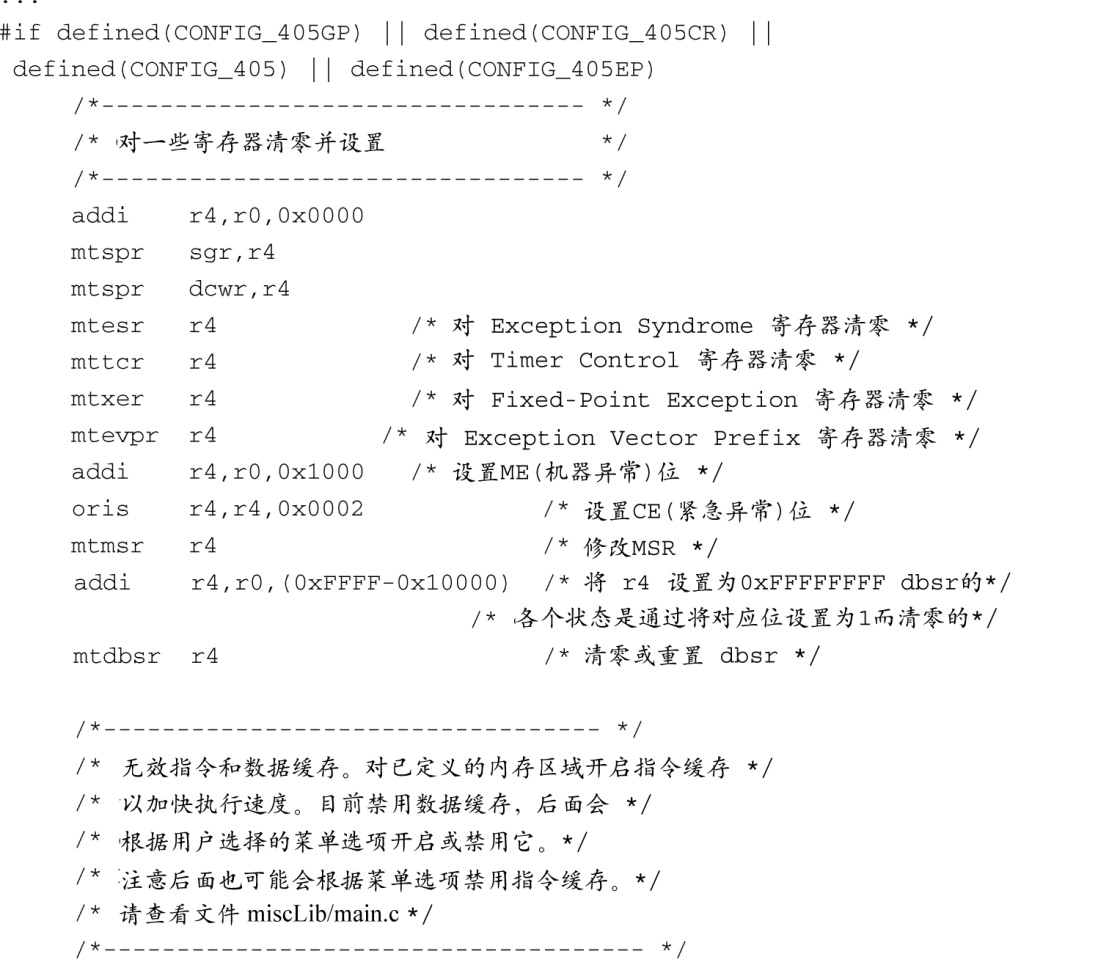 ...
#if defined(CONFIG_405GP) || defined(CONFIG_405CR) ||
 defined(CONFIG_405) || defined(CONFIG_405EP)
     /*--------------------------------- */
     /* 对一些寄存器清零并设置               */
     /*--------------------------------- */
     addi    r4,r0,0x0000
     mtspr   sgr,r4
     mtspr   dcwr,r4
     mtesr   r4             /* 对 Exception Syndrome 寄存器清零 */
     mttcr   r4             /* 对 Timer Control 寄存器清零 */
     mtxer   r4             /* 对 Fixed-Point Exception 寄存器清零 */
     mtevpr  r4           /* 对 Exception Vector Prefix 寄存器清零 */
     addi    r4,r0,0x1000   /* 设置ME(机器异常)位 */
     oris    r4,r4,0x0002            /* 设置CE(紧急异常)位 */
     mtmsr   r4                      /* 修改MSR */
     addi    r4,r0,(0xFFFF-0x10000)  /* 将 r4 设置为0xFFFFFFFF dbsr的*/
                                /* 各个状态是通过将对应位设置为1而清零的*/
     mtdbsr  r4                      /* 清零或重置 dbsr */
     /*---------------------------------- */
     /* 无效指令和数据缓存。对已定义的内存区域开启指令缓存 */
     /* 以加快执行速度。目前禁用数据缓存，后面会 */
     /* 根据用户选择的菜单选项开启或禁用它。*/
     /* 注意后面也可能会根据菜单选项禁用指令缓存。*/
     /* 请查看文件 miscLib/main.c */
     /*------------------------------------- */